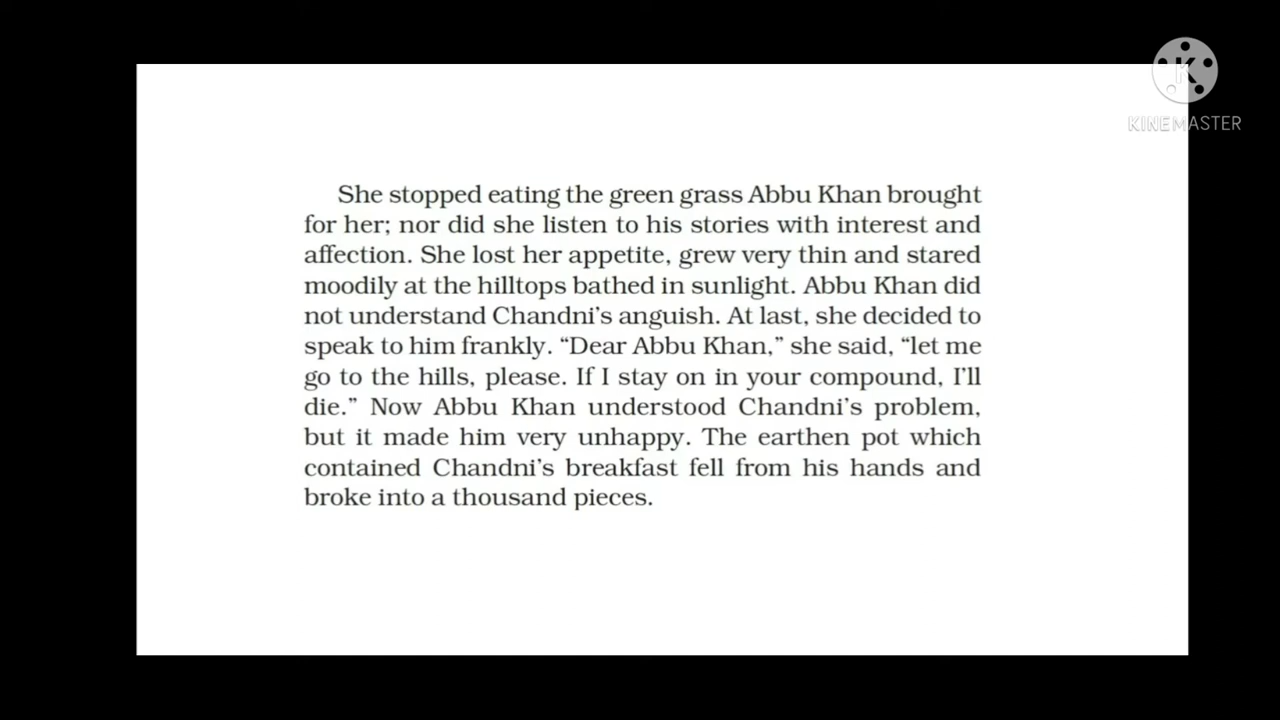 KINEMASTER
She stopped eating the green grass Abbu Khan brought
for her; nor did she listen to his stories with interest and
affection. She lost her appetite, grew very thin and stared
moodily at the hilltops bathed in sunlight. Abbu Khan did
not understand Chandni’s anguish. At last, she decided to
speak to him frankly. “Dear Abbu Khan,” she said, “let me
go to the hills, please. If I stay on in your compound, I’ll
die.” Now Abbu Khan understood Chandni’s problem,
but it made him very unhappy. The earthen pot which
contained Chandni’s breakfast fell from his hands and
broke into a thousand pieces.